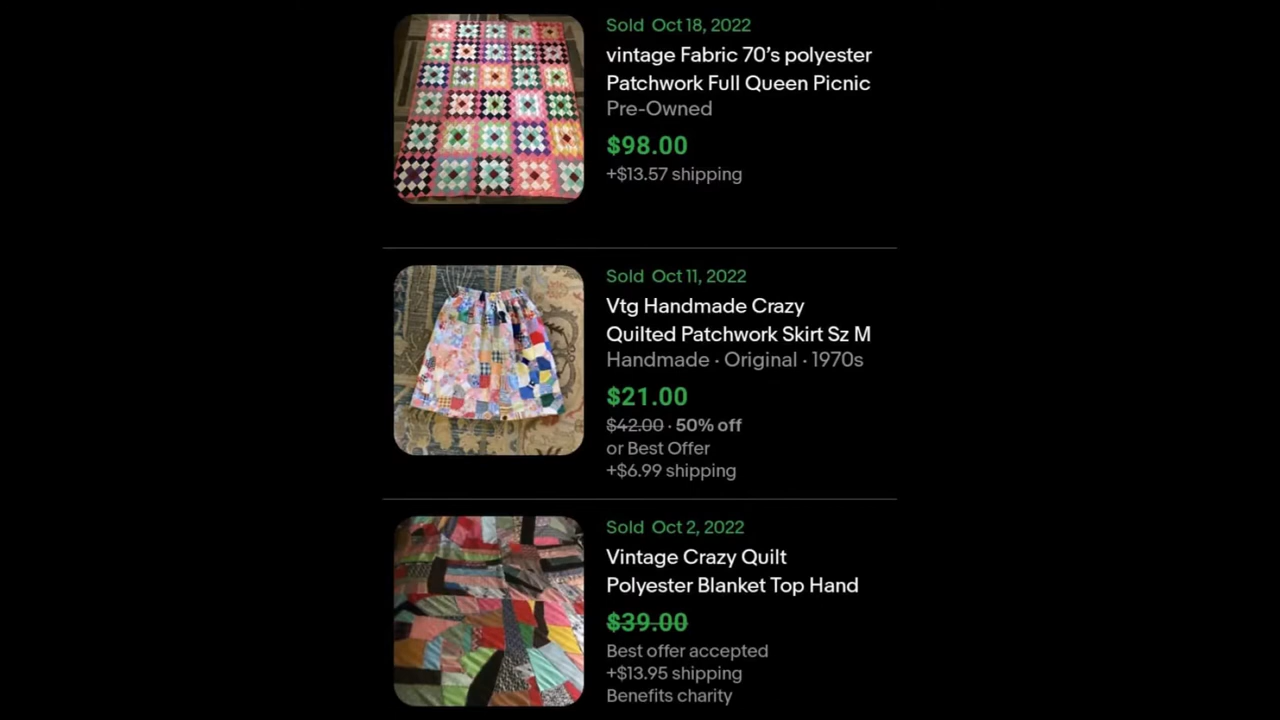 Sold Oct 18, 2022
vintage Fabric 70's polyester
Patchwork Full Queen Picnic
Pre-Owned
$98.00
+$13.57 shipping
Sold Oct 11, 2022
Vtg Handmade Crazy
Quilted Patchwork Skirt Sz M
Handmade · Original · 1970s
$21.00
$42.00 · 50% off
or Best Offer
+$6.99 shipping
Sold Oct 2, 2022
Vintage Crazy Quilt
Polyester Blanket Top Hand
$39.00
Best offer accepted
+$13.95 shipping
Benefits charity